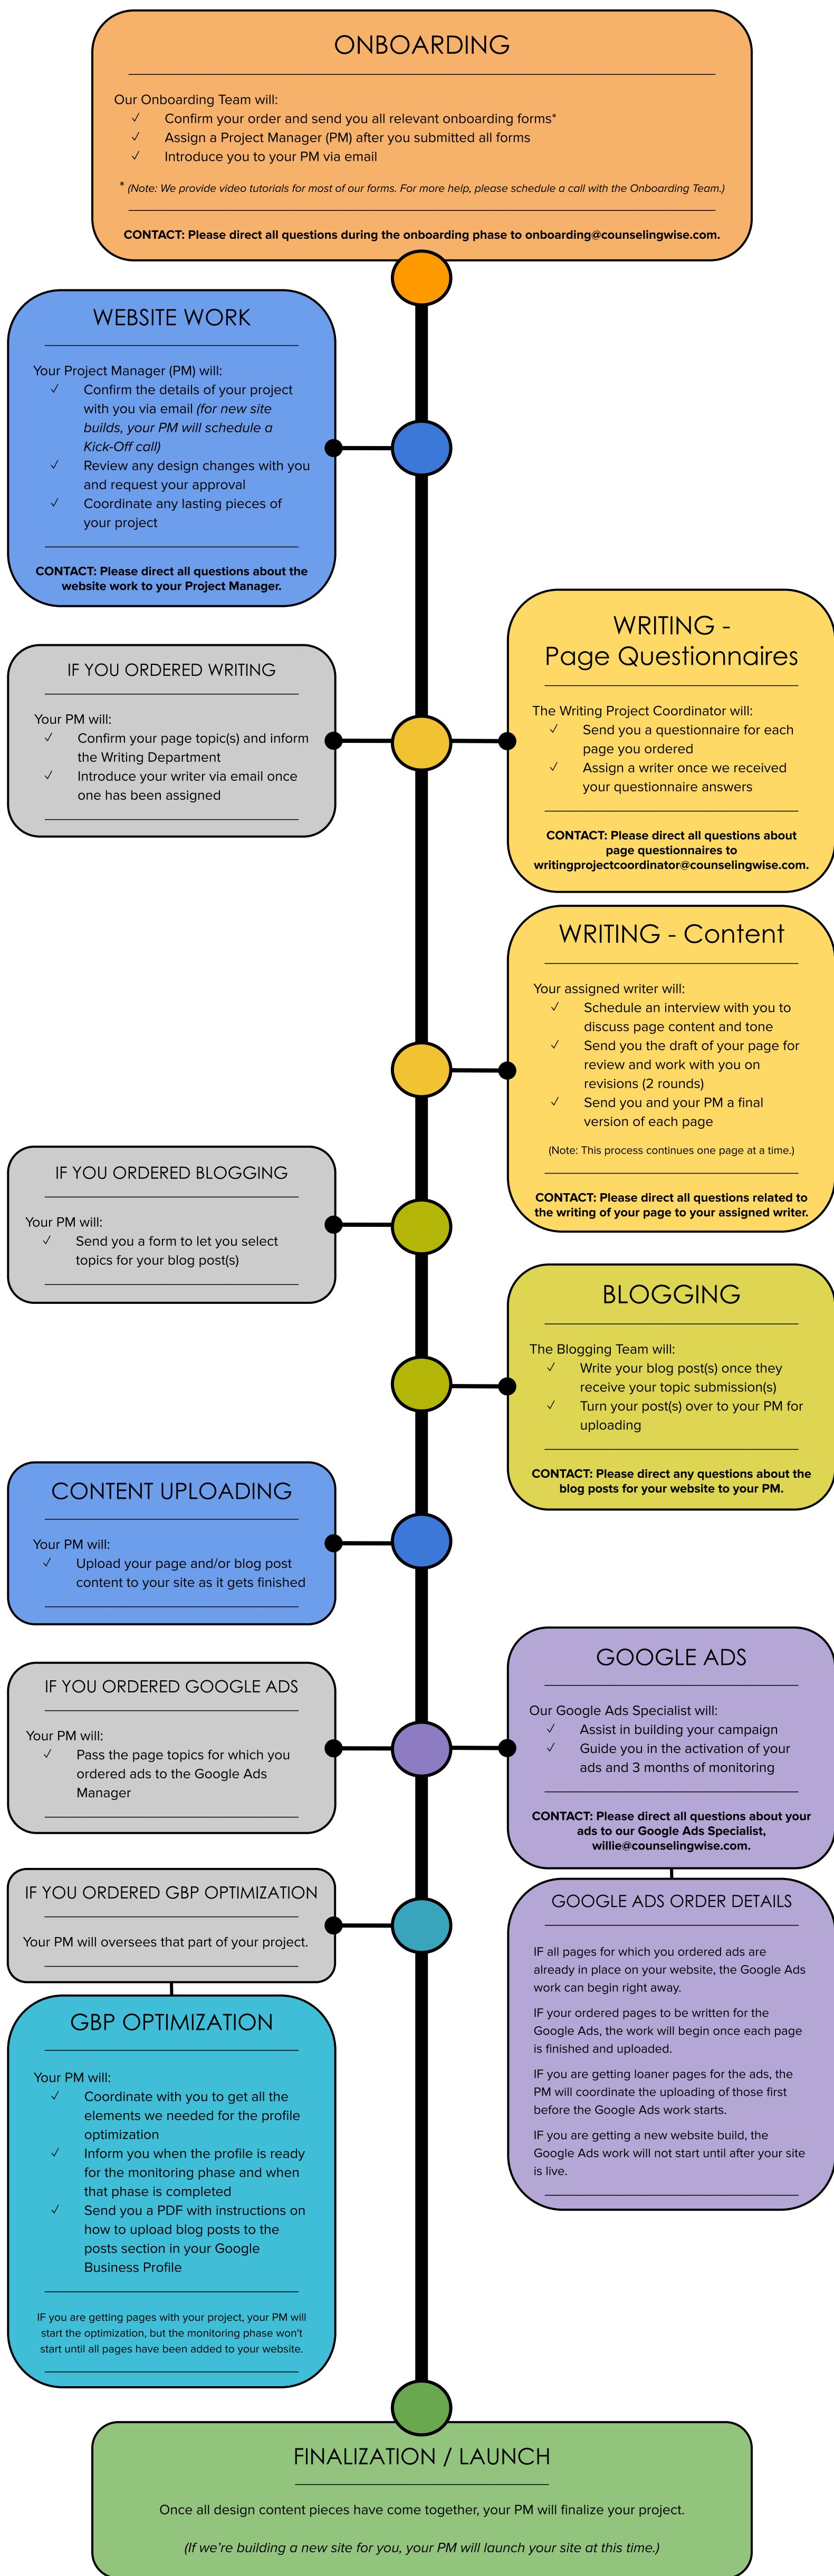 ONBOARDING
Our Onboarding Team will:
✓ Confirm your order and send you all relevant onboarding forms*
✓ Assign a Project Manager (PM) after you submitted all forms
✓ Introduce you to your PM via email
* (Note: We provide video tutorials for most of our forms. For more help, please schedule a call with the Onboarding Team.)
CONTACT: Please direct all questions during the onboarding phase to onboarding@counselingwise.com.
WEBSITE WORK
Your Project Manager (PM) will:
✓ Confirm the details of your project
with you via email (for new site
builds, your PM will schedule a
Kick-Off call)
✓ Review any design changes with you
and request your approval
✓ Coordinate any lasting pieces of
your project
CONTACT: Please direct all questions about the
website work to your Project Manager.
IF YOU ORDERED WRITING
Your PM will:
✓ Confirm your page topic(s) and inform
the Writing Department
✓ Introduce your writer via email once
one has been assigned
WRITING -
Page Questionnaires
The Writing Project Coordinator will:
✓ Send you a questionnaire for each
page you ordered
✓ Assign a writer once we received
your questionnaire answers
CONTACT: Please direct all questions about
page questionnaires to
writingprojectcoordinator@counselingwise.com.
WRITING - Content
Your assigned writer will:
✓ Schedule an interview with you to
discuss page content and tone
✓ Send you the draft of your page for
review and work with you on
revisions (2 rounds)
✓ Send you and your PM a final
version of each page
(Note: This process continues one page at a time.)
CONTACT: Please direct all questions related to
the writing of your page to your assigned writer.
IF YOU ORDERED BLOGGING
Your PM will:
✓ Send you a form to let you select
topics for your blog post(s)
BLOGGING
The Blogging Team will:
✓ Write your blog post(s) once they
receive your topic submission(s)
✓ Turn your post(s) over to your PM for
uploading
CONTACT: Please direct any questions about the
blog posts for your website to your PM.
CONTENT UPLOADING
Your PM will:
✓ Upload your page and/or blog post
content to your site as it gets finished
IF YOU ORDERED GOOGLE ADS
Your PM will:
✓ Pass the page topics for which you
ordered ads to the Google Ads
Manager
GOOGLE ADS
Our Google Ads Specialist will:
✓ Assist in building your campaign
✓ Guide you in the activation of your
ads and 3 months of monitoring
CONTACT: Please direct all questions about your
ads to our Google Ads Specialist,
willie@counselingwise.com.
GOOGLE ADS ORDER DETAILS
IF all pages for which you ordered ads are
already in place on your website, the Google Ads
work can begin right away.
IF your ordered pages to be written for the
Google Ads, the work will begin once each page
is finished and uploaded.
IF you are getting loaner pages for the ads, the
PM will coordinate the uploading of those first
before the Google Ads work starts.
IF you are getting a new website build, the
Google Ads work will not start until after your site
is live.
IF YOU ORDERED GBP OPTIMIZATION
Your PM will oversees that part of your project.
GBP OPTIMIZATION
Your PM will:
✓ Coordinate with you to get all the
elements we needed for the profile
optimization
✓ Inform you when the profile is ready
for the monitoring phase and when
that phase is completed
✓ Send you a PDF with instructions on
how to upload blog posts to the
posts section in your Google
Business Profile
IF you are getting pages with your project, your PM will
start the optimization, but the monitoring phase won't
start until all pages have been added to your website.
FINALIZATION / LAUNCH
Once all design content pieces have come together, your PM will finalize your project.
(If we're building a new site for you, your PM will launch your site at this time.)